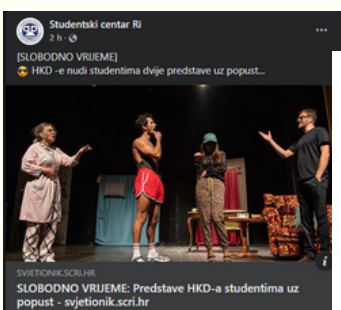 Studentski centar Ri
2 h ·
[SLOBODNO VRIJEME]
HKD -e nudi studentima dvije predstave uz popust...
SVJETIONIK.SCRI.HR
SLOBODNO VRIJEME: Predstave HKD-a studentima uz
popust - svjetionik.scri.hr